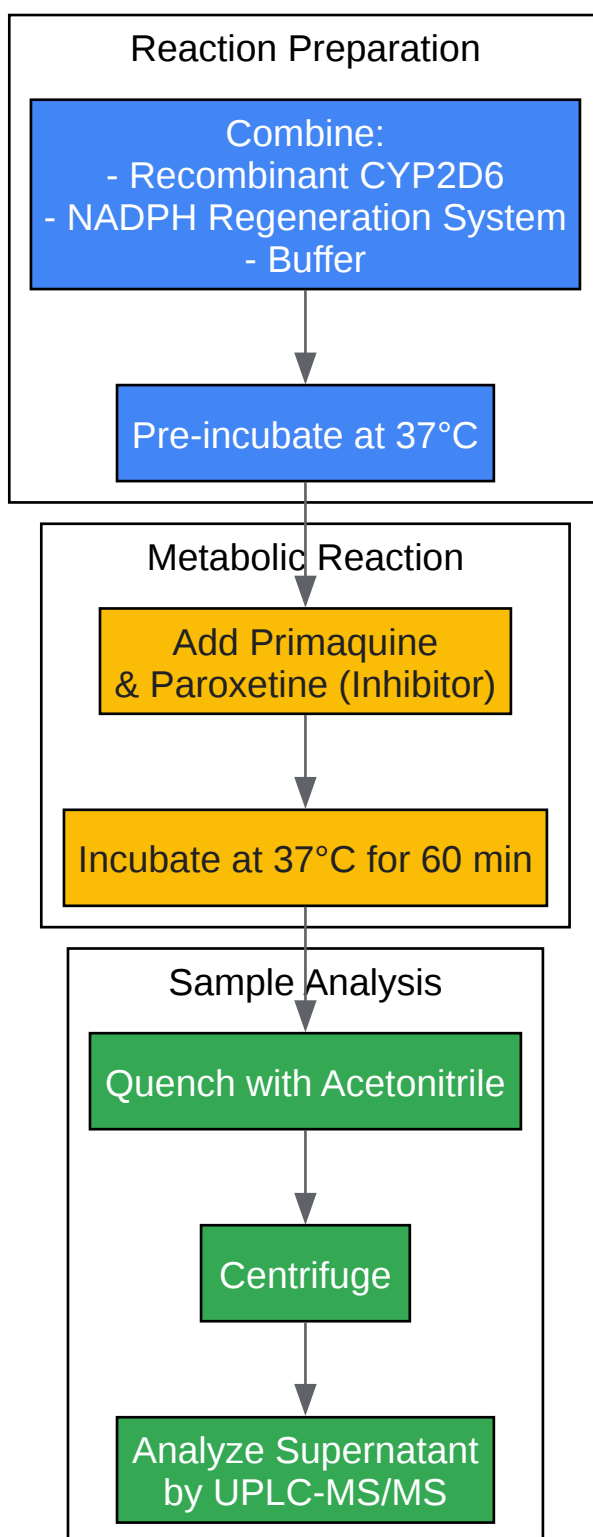 Reaction Preparation
Combine:
- Recombinant CYP2D6
- NADPH Regeneration System
- Buffer
Pre-incubate at 37°C
Metabolic Reaction
Add Primaquine
& Paroxetine (Inhibitor)
Incubate at 37°C for 60 min
Sample Analysis
Quench with Acetonitrile
Centrifuge
Analyze Supernatant
by UPLC-MS/MS